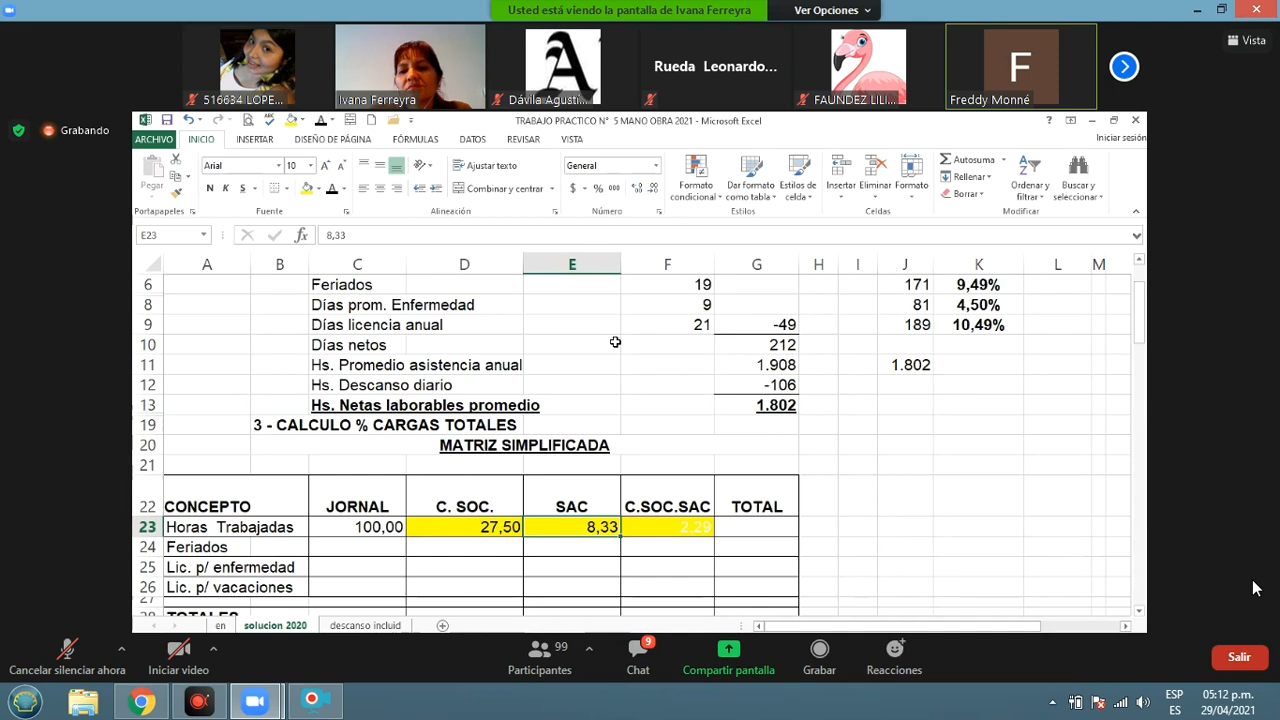 Usted está viendo la pantalla de Ivana Ferreyra
Ver Opciones
Vista
516634 LOPE...
Ivana Ferreyra
A
Dávila Agustí...
Rueda Leonardo...
FAUNDEZ LILI...
F
Freddy Monné
Grabando
TRABAJO PRACTICO N° 5 MANO OBRA 2021 - Microsoft Excel
ARCHIVO INICIO INSERTAR DISEÑO DE PÁGINA FÓRMULAS DATOS REVISAR VISTA Iniciar sesión
Pegar
Arial 10
N K S
Ajustar texto
Combinar y centrar
General
$ % 000
Formato condicional
Dar formato como tabla
Estilos de celda
Insertar Eliminar Formato
Autosuma
Rellenar
Borrar
Ordenar y filtrar
Buscar y seleccionar
Portapapeles Fuente Alineación Número Estilos Celdas Modificar
E23 fx 8,33
A B C D E F G H I J K L M
6 Feriados 19 171 9,49%
8 Días prom. Enfermedad 9 81 4,50%
9 Días licencia anual 21 -49 189 10,49%
10 Días netos 212
11 Hs. Promedio asistencia anual 1.908 1.802
12 Hs. Descanso diario -106
13 Hs. Netas laborables promedio 1.802
19 3 - CALCULO % CARGAS TOTALES
20 MATRIZ SIMPLIFICADA
21
22 CONCEPTO JORNAL C. SOC. SAC C.SOC.SAC TOTAL
23 Horas Trabajadas 100,00 27,50 8,33 2,29
24 Feriados
25 Lic. p/ enfermedad
26 Lic. p/ vacaciones
27
28 TOTALES
en solucion 2020 descanso incluid
Cancelar silenciar ahora
Iniciar video
99
Participantes
9
Chat
Compartir pantalla
Grabar
Reacciones
Salir
ESP
ES
05:12 p.m.
29/04/2021